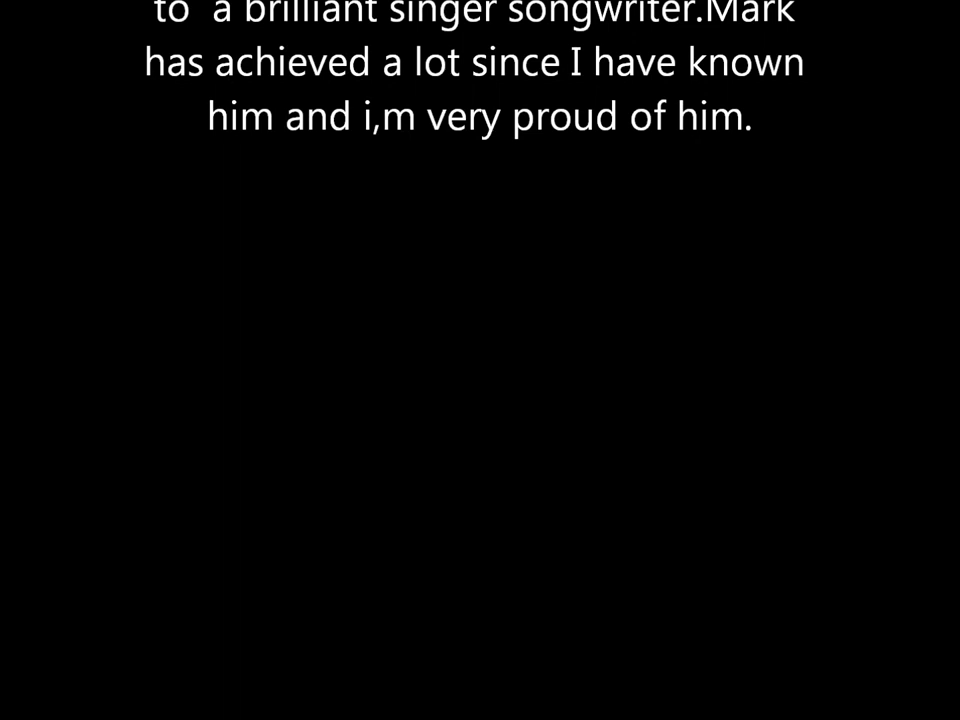 to  a brilliant singer songwriter.Mark
has achieved a lot since I have known
him and i,m very proud of him.